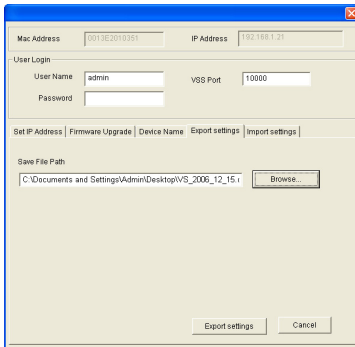 Mac Address 0013E2010351 IP Address 192.168.1.21
User Login
User Name admin VSS Port 10000
Password
Set IP Address Firmware Upgrade Device Name Export settings Import settings
Save File Path
C:\Documents and Settings\Admin\Desktop\VS_2006_12_15. Browse...
Export settings Cancel